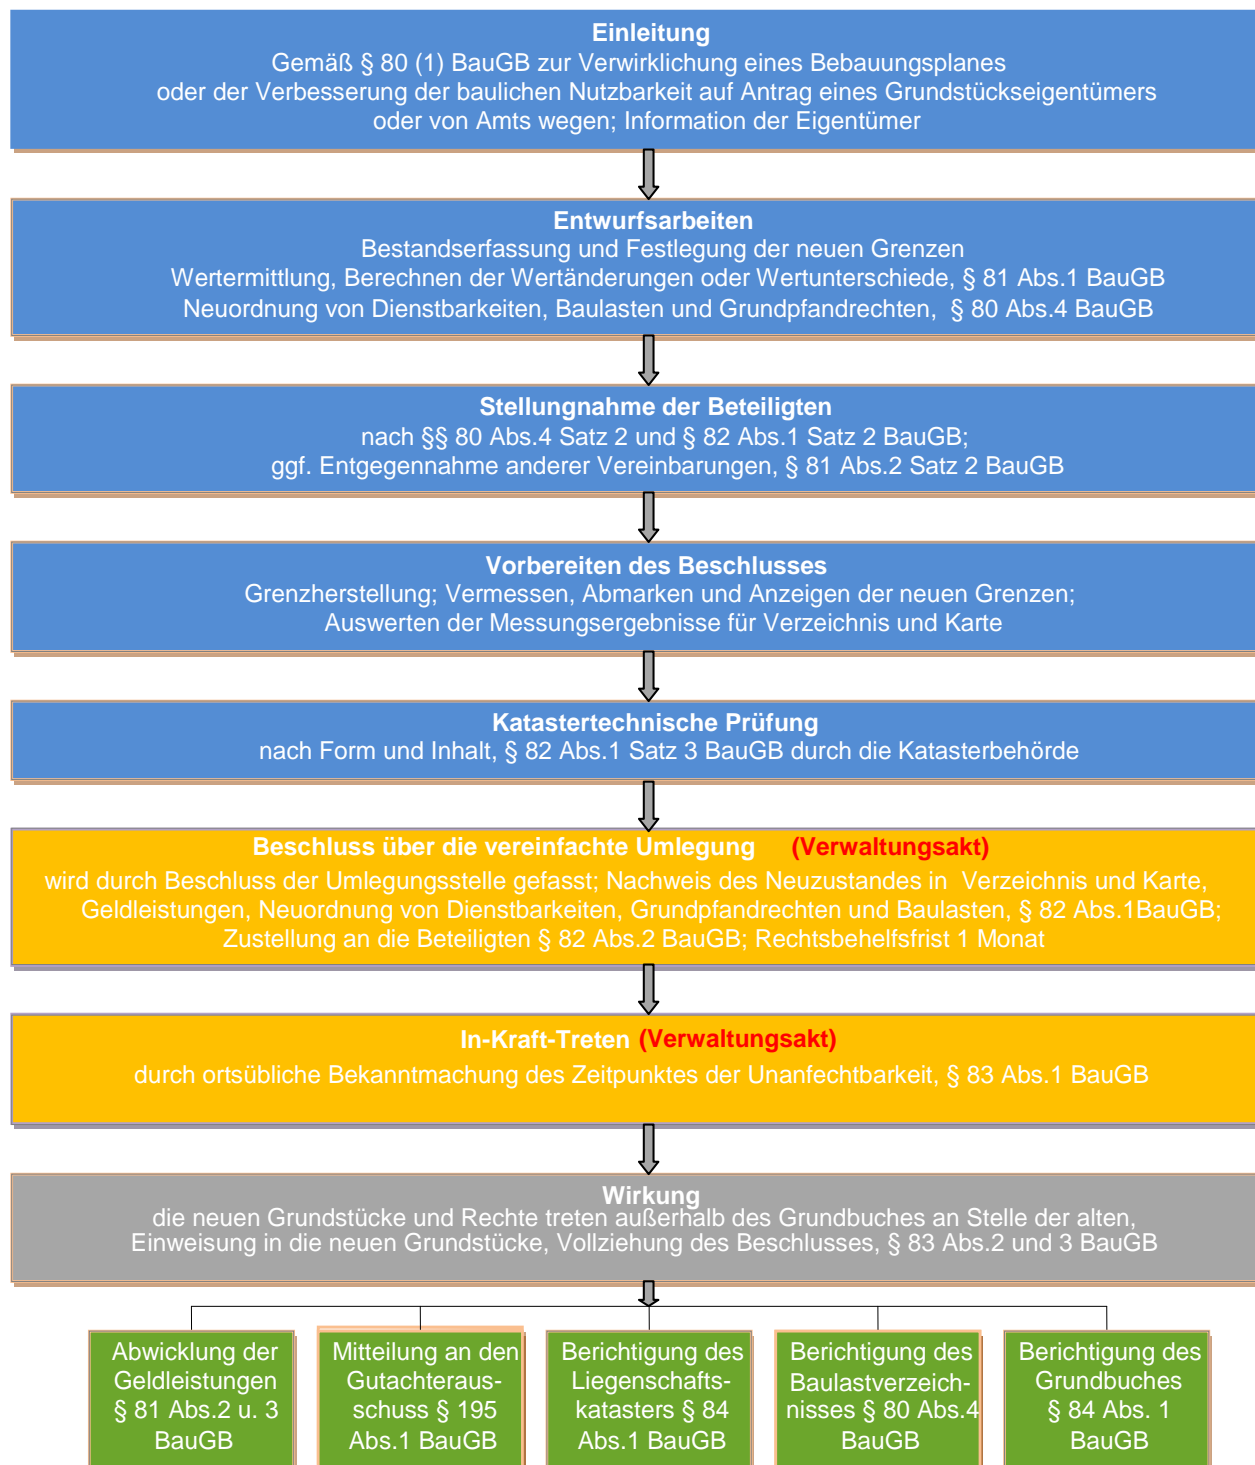 Einleitung
Gemäß § 80 (1) BauGB zur Verwirklichung eines Bebauungsplanes
oder der Verbesserung der baulichen Nutzbarkeit auf Antrag eines Grundstückseigentümers
oder von Amts wegen; Information der Eigentümer
Entwurfsarbeiten
Bestandserfassung und Festlegung der neuen Grenzen
Wertermittlung, Berechnen der Wertänderungen oder Wertunterschiede, § 81 Abs.1 BauGB
Neuordnung von Dienstbarkeiten, Baulasten und Grundpfandrechten, § 80 Abs.4 BauGB
Stellungnahme der Beteiligten
nach §§ 80 Abs.4 Satz 2 und § 82 Abs.1 Satz 2 BauGB;
ggf. Entgegennahme anderer Vereinbarungen, § 81 Abs.2 Satz 2 BauGB
Vorbereiten des Beschlusses
Grenzherstellung; Vermessen, Abmarken und Anzeigen der neuen Grenzen;
Auswerten der Messungsergebnisse für Verzeichnis und Karte
Katastertechnische Prüfung
nach Form und Inhalt, § 82 Abs.1 Satz 3 BauGB durch die Katasterbehörde
Beschluss über die vereinfachte Umlegung (Verwaltungsakt)
wird durch Beschluss der Umlegungsstelle gefasst; Nachweis des Neuzustandes in Verzeichnis und Karte,
Geldleistungen, Neuordnung von Dienstbarkeiten, Grundpfandrechten und Baulasten, § 82 Abs.1BauGB;
Zustellung an die Beteiligten § 82 Abs.2 BauGB; Rechtsbehelfsfrist 1 Monat
In-Kraft-Treten (Verwaltungsakt)
durch ortsübliche Bekanntmachung des Zeitpunktes der Unanfechtbarkeit, § 83 Abs.1 BauGB
Wirkung
die neuen Grundstücke und Rechte treten außerhalb des Grundbuches an Stelle der alten,
Einweisung in die neuen Grundstücke, Vollziehung des Beschlusses, § 83 Abs.2 und 3 BauGB
Abwicklung der
Geldleistungen
§ 81 Abs.2 u. 3
BauGB
Mitteilung an den
Gutachteraus-
schuss § 195
Abs.1 BauGB
Berichtigung des
Liegenschafts-
katasters § 84
Abs.1 BauGB
Berichtigung des
Baulastverzeich-
nisses § 80 Abs.4
BauGB
Berichtigung des
Grundbuches
§ 84 Abs. 1
BauGB